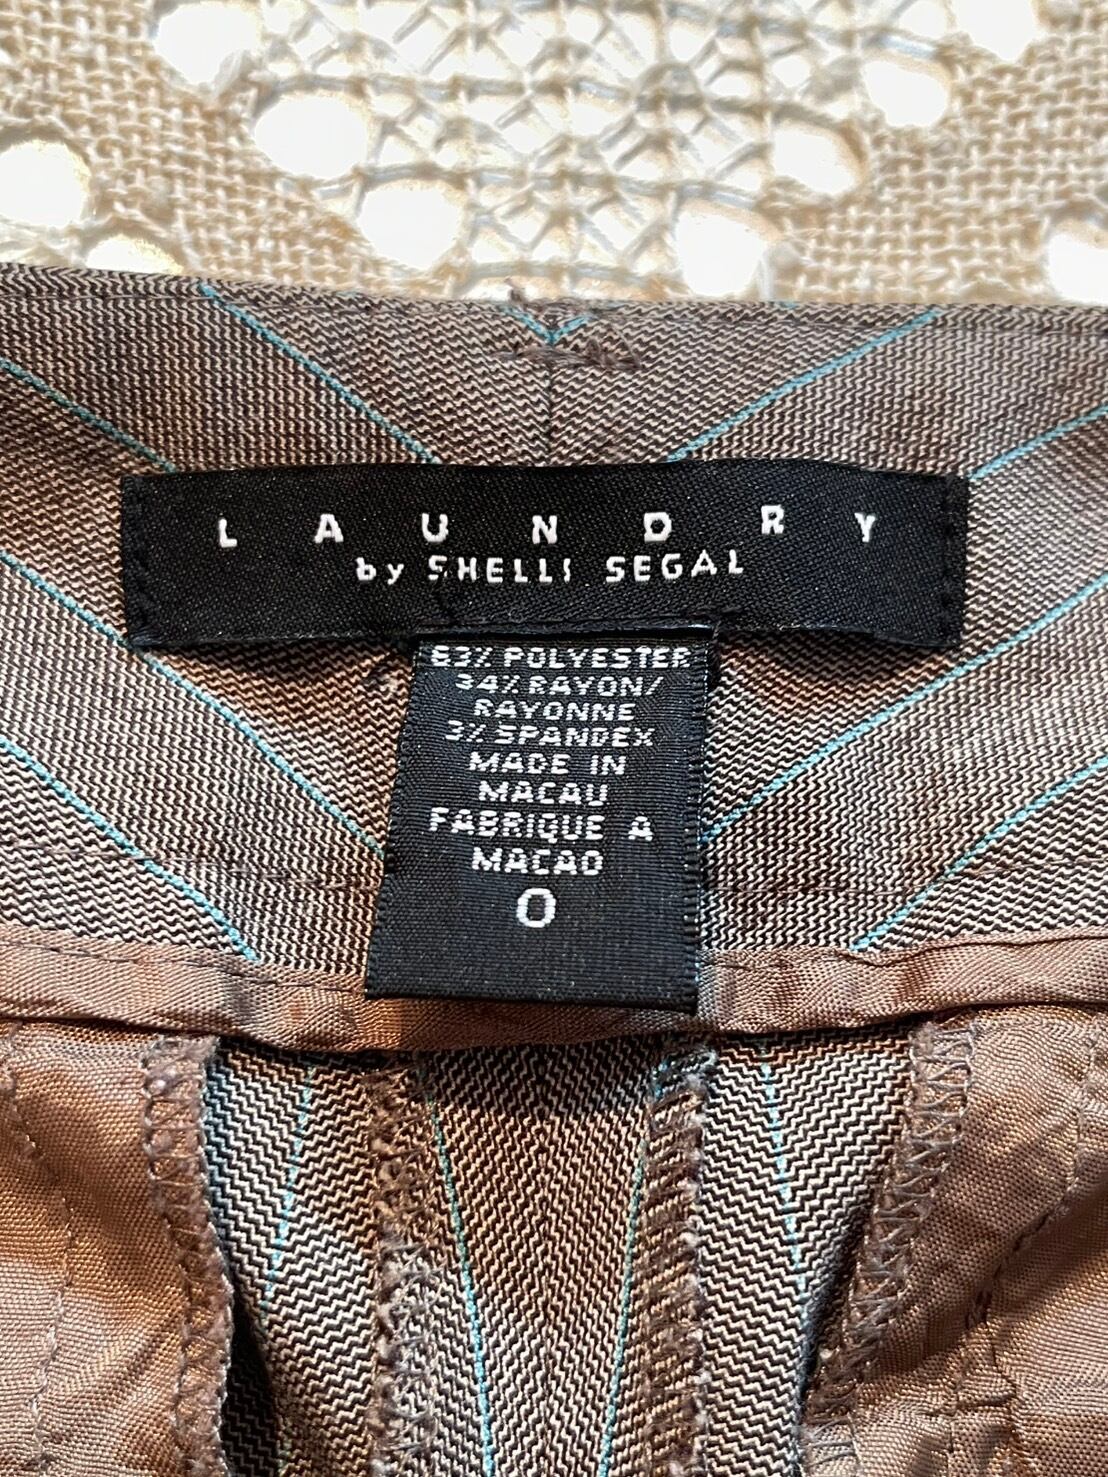 LAUNDRY
by SHELLI SEGAL
63% POLYESTER
34% RAYON/
RAYONNE
3% SPANDEX
MADE IN
MACAU
FABRIQUE A
MACAO
0